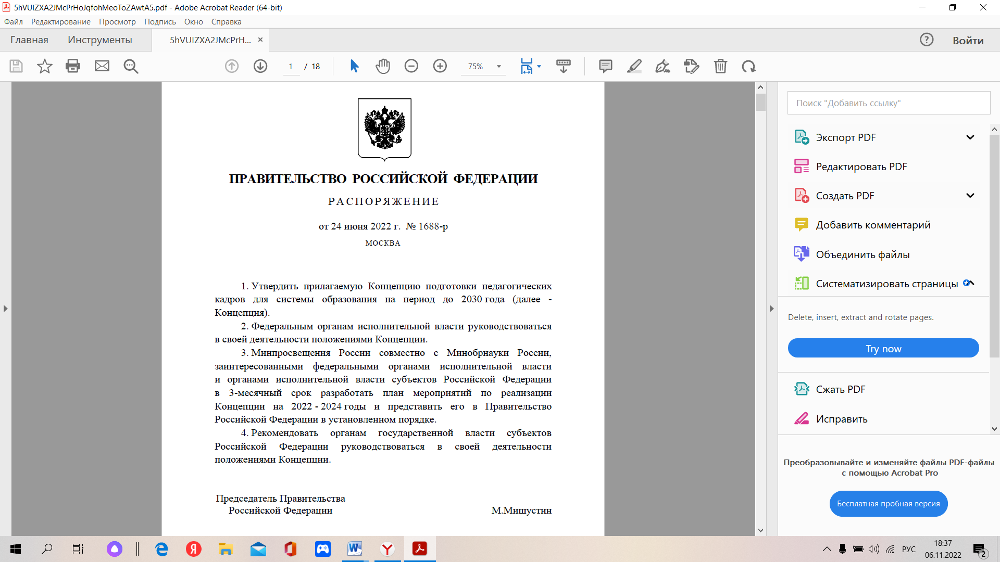 5hVUIZXA2JMcPrHoJqfohMeoToZAwtA5.pdf - Adobe Acrobat Reader (64-bit)
Файл Редактирование Просмотр Подпись Окно Справка
Главная Инструменты 5hVUIZXA2JMcPrH... Войти
1 / 18 75%
ПРАВИТЕЛЬСТВО РОССИЙСКОЙ ФЕДЕРАЦИИ
РАСПОРЯЖЕНИЕ
от 24 июня 2022 г. № 1688-р
МОСКВА
1. Утвердить прилагаемую Концепцию подготовки педагогических
кадров для системы образования на период до 2030 года (далее -
Концепция).
2. Федеральным органам исполнительной власти руководствоваться
в своей деятельности положениями Концепции.
3. Минпросвещения России совместно с Минобрнауки России,
заинтересованными федеральными органами исполнительной власти
и органами исполнительной власти субъектов Российской Федерации
в 3-месячный срок разработать план мероприятий по реализации
Концепции на 2022 - 2024 годы и представить его в Правительство
Российской Федерации в установленном порядке.
4. Рекомендовать органам государственной власти субъектов
Российской Федерации руководствоваться в своей деятельности
положениями Концепции.
Председатель Правительства
Российской Федерации М.Мишустин
Поиск "Добавить ссылку"
Экспорт PDF
Редактировать PDF
Создать PDF
Добавить комментарий
Объединить файлы
Систематизировать страницы
Delete, insert, extract and rotate pages.
Try now
Сжать PDF
Исправить
Преобразовывайте и изменяйте файлы PDF-файлы
с помощью Acrobat Pro
Бесплатная пробная версия
РУС
18:37
06.11.2022
2